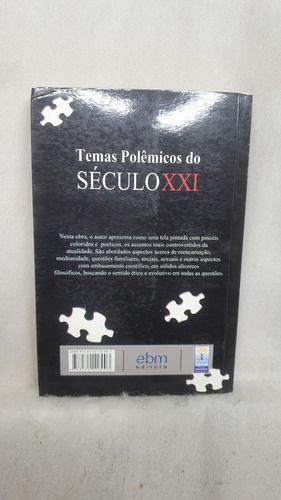 Temas Polêmicos do
SÉCULO XXI
Nesta obra, o autor apresenta como uma tela pintada com pincéis
coloridos e poéticos, os assuntos mais controvertidos da
atualidade. São abordados aspectos acerca de reencarnação,
mediunidade, questões familiares, sociais, sexuais e outros aspectos
com embasamento científico, em sólidos alicerces
filosóficos, buscando o sentido ético e evolutivo em todas as questões.
ebm
editora